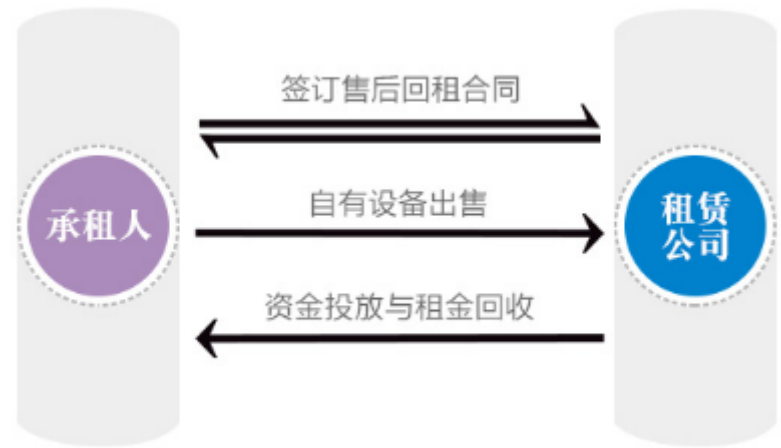 签订售后回租合同
自有设备出售
承租人
租赁
公司
资金投放与租金回收